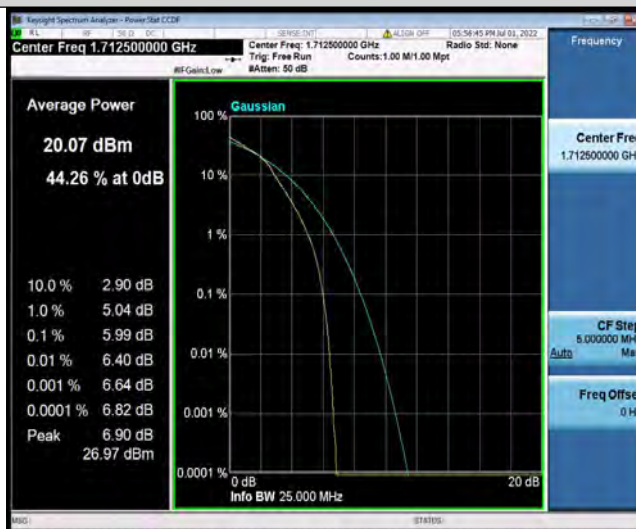 Keysight Spectrum Analyzer - Power Stat CCDF
RL RF 50 Ω DC SENSE:INT ALIGN OFF 05:56:45 PM Jul 01, 2022
Center Freq 1.712500000 GHz
Center Freq: 1.712500000 GHz Radio Std: None
Trig: Free Run Counts:1.00 M/1.00 Mpt
#IFGain:Low #Atten: 50 dB
Frequency
Average Power
20.07 dBm
44.26 % at 0dB
10.0 % 2.90 dB
1.0 % 5.04 dB
0.1 % 5.99 dB
0.01 % 6.40 dB
0.001 % 6.64 dB
0.0001 % 6.82 dB
Peak 6.90 dB
26.97 dBm
Gaussian
100 %
10 %
1 %
0.1 %
0.01 %
0.001 %
0.0001 %
0 dB 20 dB
Info BW 25.000 MHz
Center Fre
1.712500000 GH
CF Step
5.000000 MH
Auto Ma
Freq Offse
0 H
MSG STATUS